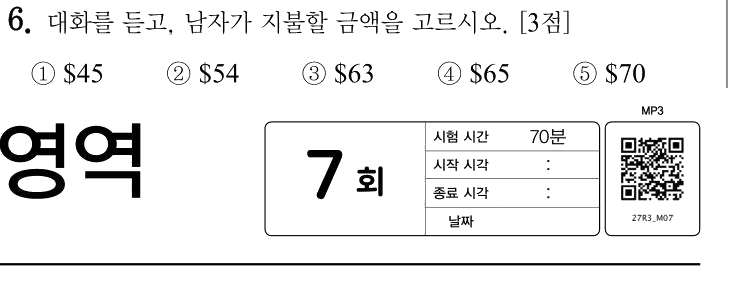 6. 대화를 듣고, 남자가 지불할 금액을 고르시오. [3점]
① $45 ② $54 ③ $63 ④ $65 ⑤ $70
영역
7 회
시험 시간 70분
시작 시각 :
종료 시각 :
날짜
MP3
27R3_M07